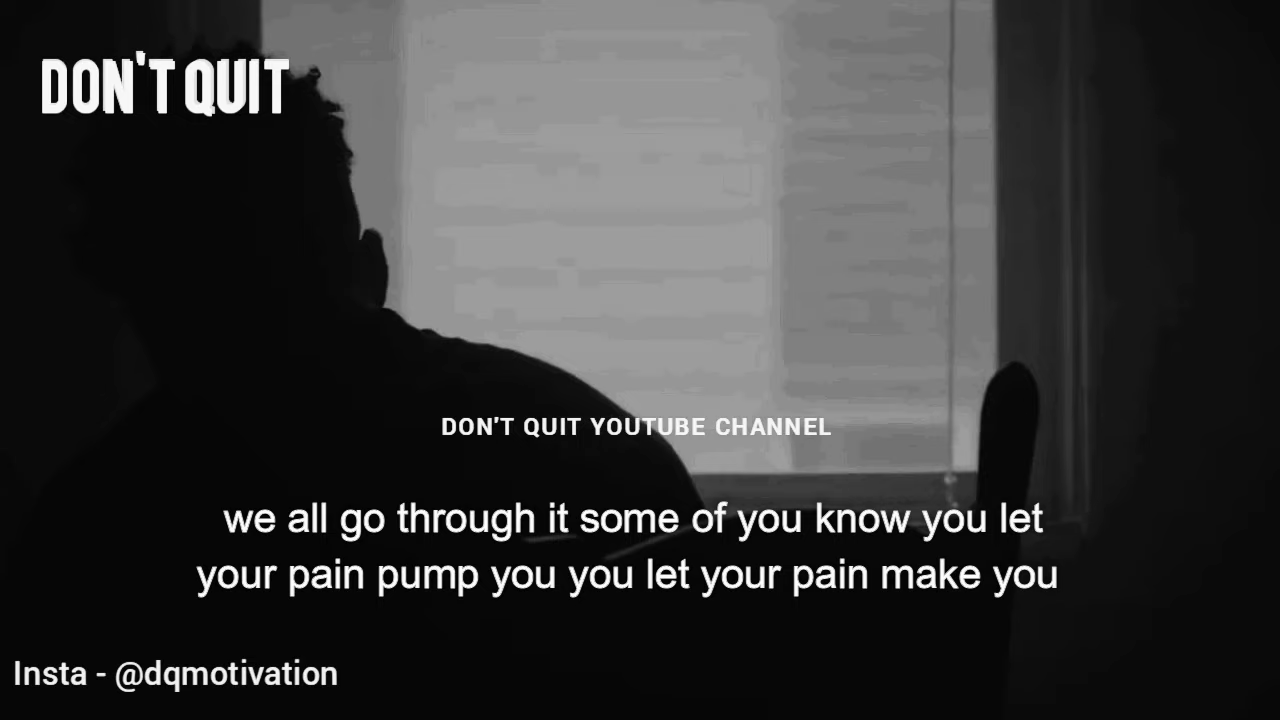 DON'T QUIT
DON'T QUIT YOUTUBE CHANNEL
we all go through it some of you know you let
your pain pump you you let your pain make you
Insta - @dqmotivation